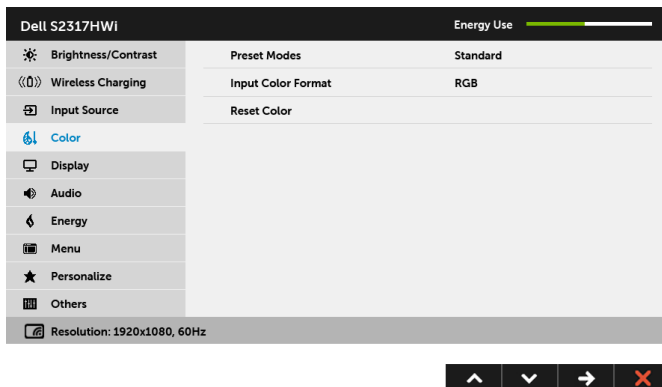 Dell S2317HWi Energy Use
Brightness/Contrast Preset Modes Standard
Wireless Charging Input Color Format RGB
Input Source Reset Color
Color
Display
Audio
Energy
Menu
Personalize
Others
Resolution: 1920x1080, 60Hz